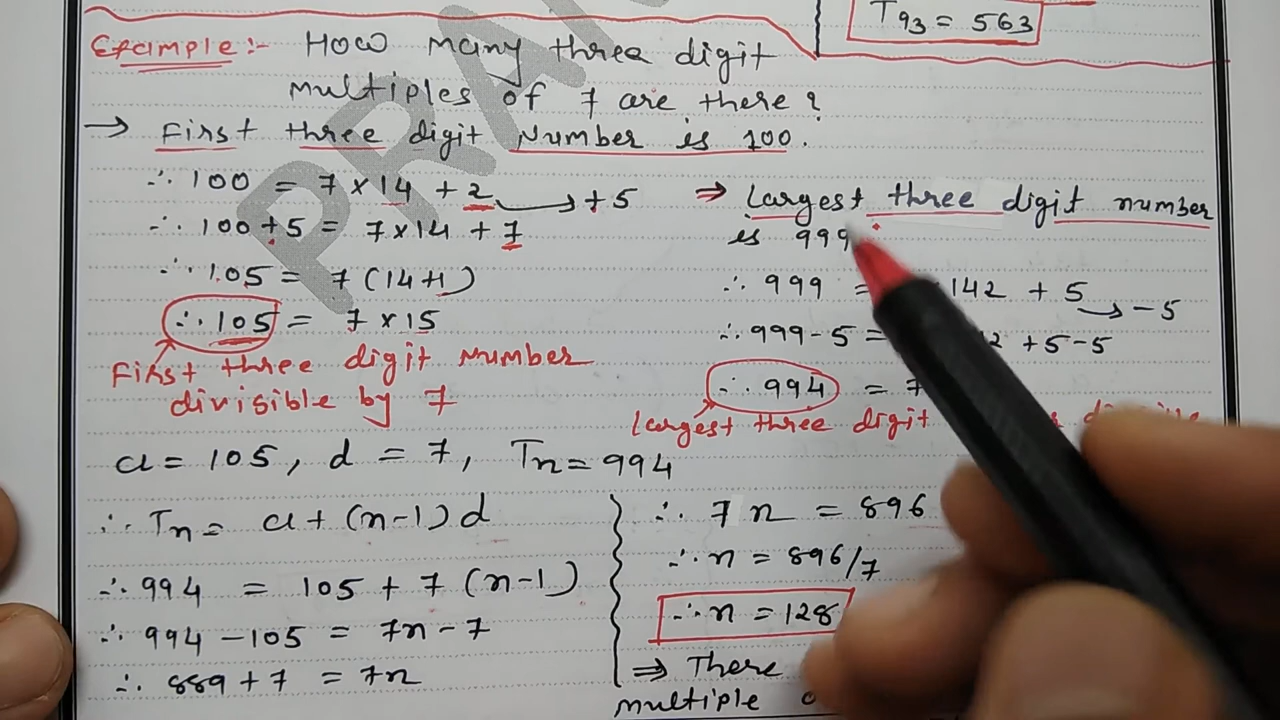 T93 = 563
Example:- How many three digit
multiples of 7 are there?
→ First three digit Number is 100.
∴ 100 = 7 × 14 + 2 → +5
∴ 100 + 5 = 7 × 14 + 7
∴ 105 = 7 (14+1)
∴ 105 = 7 × 15
First three digit Number
divisible by 7
⇒ Largest three digit number
is 999
∴ 999 = 142 + 5 → -5
∴ 999 - 5 = 2 + 5 - 5
∴ 994 = 7
largest three digit
a = 105, d = 7, Tn = 994
∴ Tn = a + (n-1) d
∴ 994 = 105 + 7 (n-1)
∴ 994 - 105 = 7n - 7
∴ 889 + 7 = 7n
∴ 7n = 896
∴ n = 896/7
∴ n = 128
⇒ There
multiple
PRA